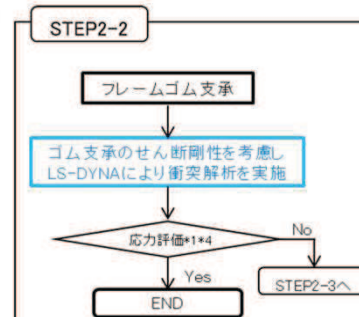 STEP2-2
フレームゴム支承
ゴム支承のせん断剛性を考慮し
LS-DYNAにより衝突解析を実施
応力評価*1*4
No
Yes
STEP2-3へ
END